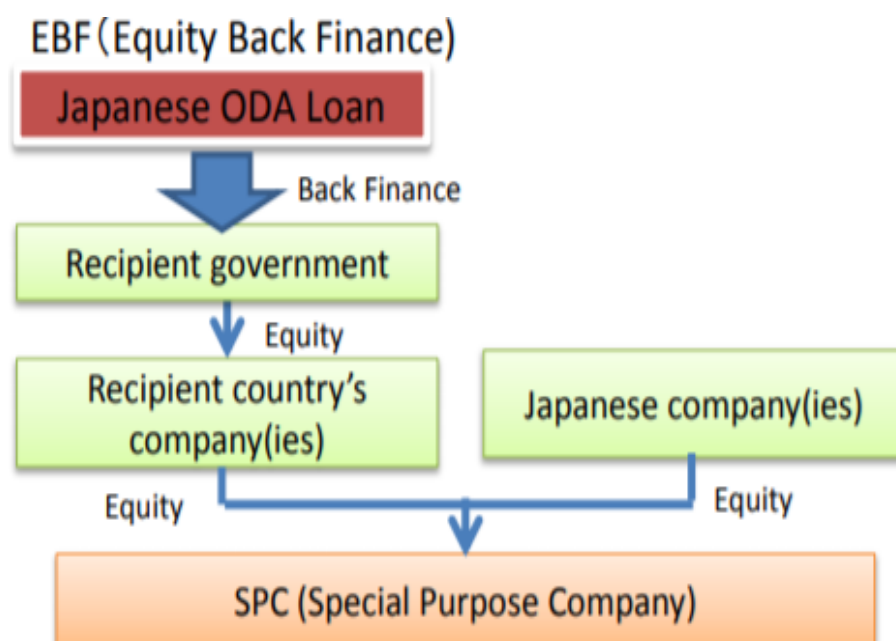 EBF（Equity Back Finance)
Japanese ODA Loan
Back Finance
Recipient government
Equity
Recipient country's
company(ies)
Japanese company(ies)
Equity
Equity
SPC (Special Purpose Company)